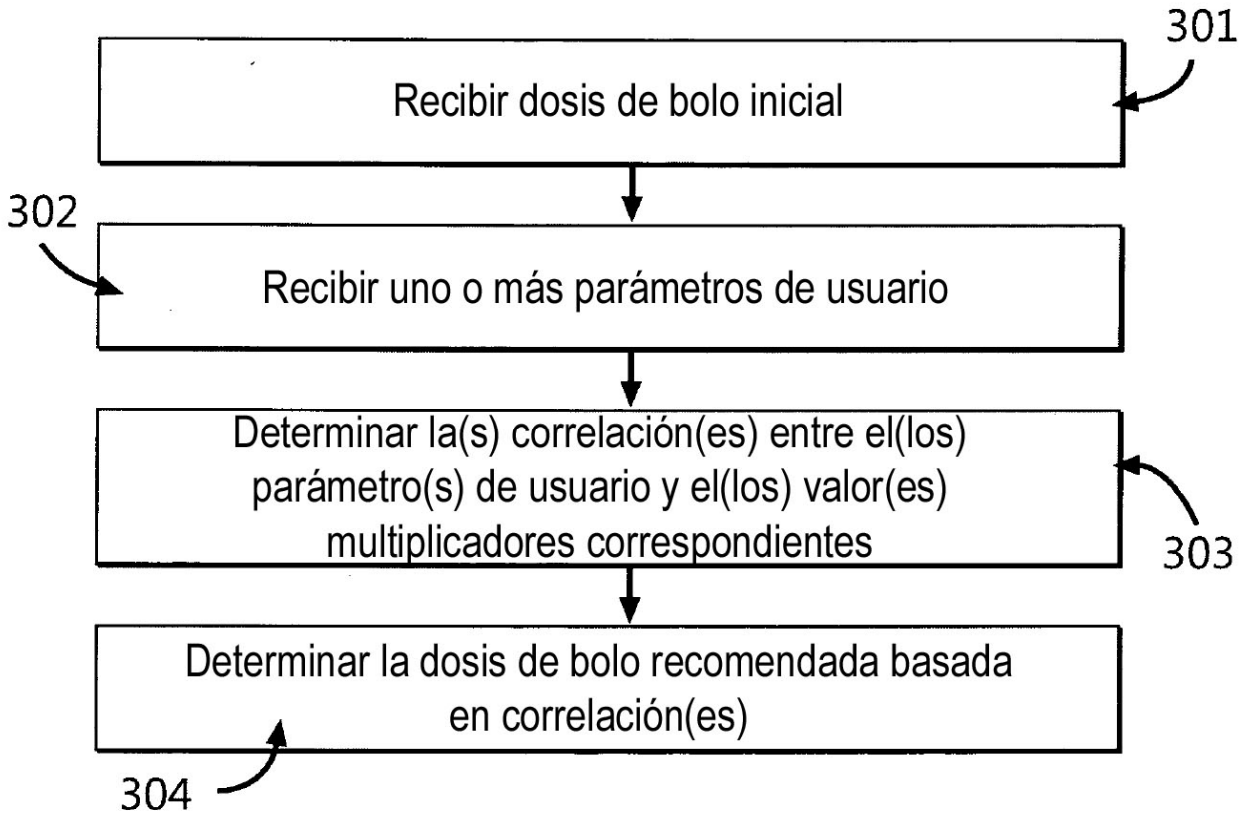 301
Recibir dosis de bolo inicial
302
Recibir uno o más parámetros de usuario
Determinar la(s) correlación(es) entre el(los)
parámetro(s) de usuario y el(los) valor(es)
multiplicadores correspondientes
303
Determinar la dosis de bolo recomendada basada
en correlación(es)
304